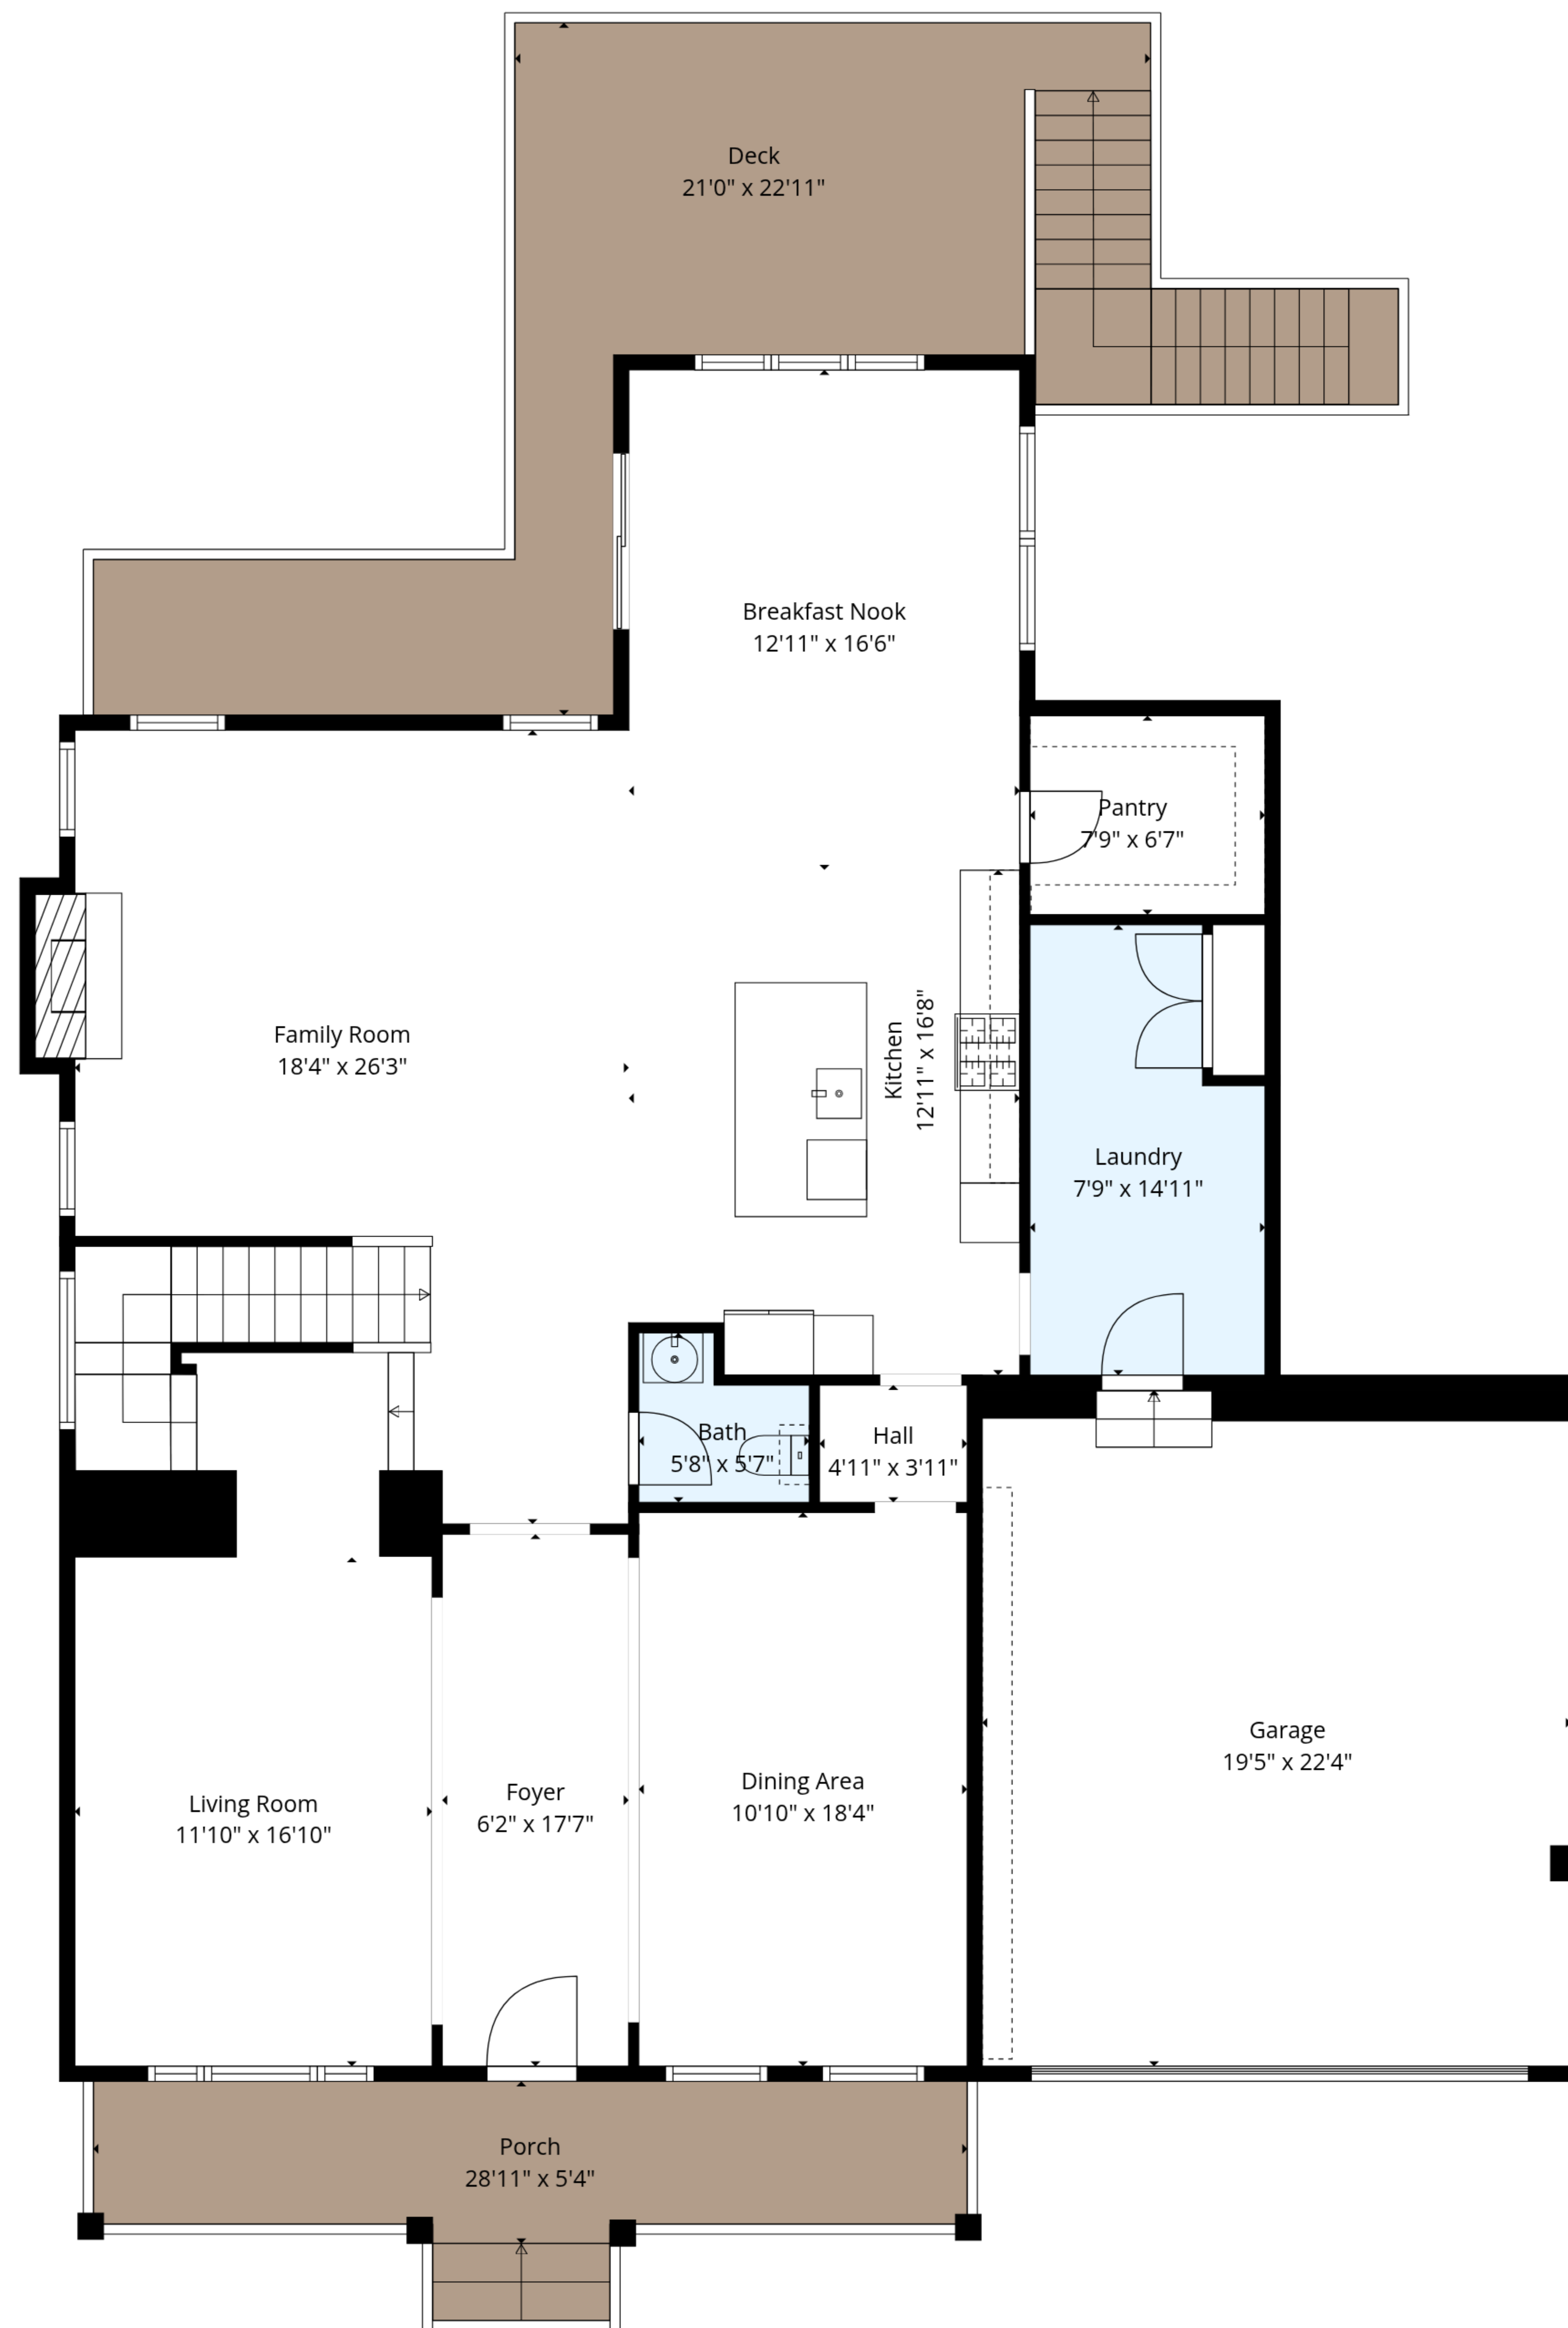 Deck
21'0" x 22'11"
Breakfast Nook
12'11" x 16'6"
Pantry
7'9" x 6'7"
Family Room
18'4" x 26'3"
Kitchen
12'11" x 16'8"
Laundry
7'9" x 14'11"
Bath
5'8" x 5'7"
Hall
4'11" x 3'11"
Garage
19'5" x 22'4"
Living Room
11'10" x 16'10"
Foyer
6'2" x 17'7"
Dining Area
10'10" x 18'4"
Porch
28'11" x 5'4"